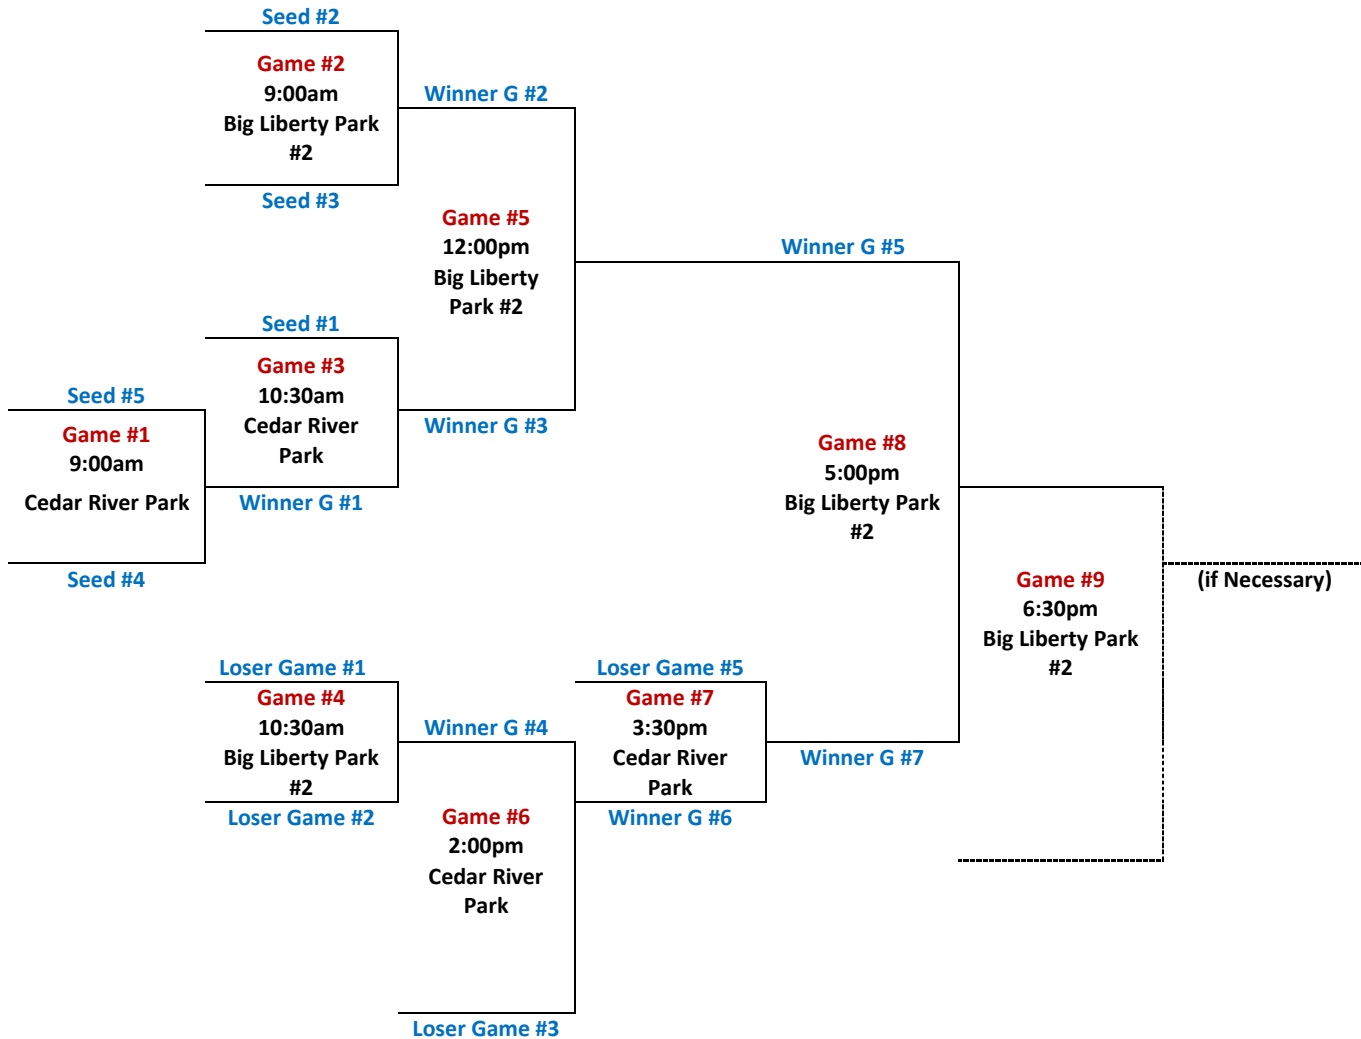 Seed #2
Game #2
9:00am
Big Liberty Park
#2
Winner G #2
Seed #3
Game #5
12:00pm
Big Liberty
Park #2
Winner G #5
Seed #1
Game #3
10:30am
Cedar River
Park
Seed #5
Game #1
9:00am
Cedar River Park
Winner G #3
Winner G #1
Seed #4
Game #8
5:00pm
Big Liberty Park
#2
Game #9
6:30pm
Big Liberty Park
#2
(if Necessary)
Loser Game #1
Game #4
10:30am
Big Liberty Park
#2
Loser Game #2
Winner G #4
Loser Game #5
Game #7
3:30pm
Cedar River
Park
Winner G #6
Winner G #7
Game #6
2:00pm
Cedar River
Park
Loser Game #3